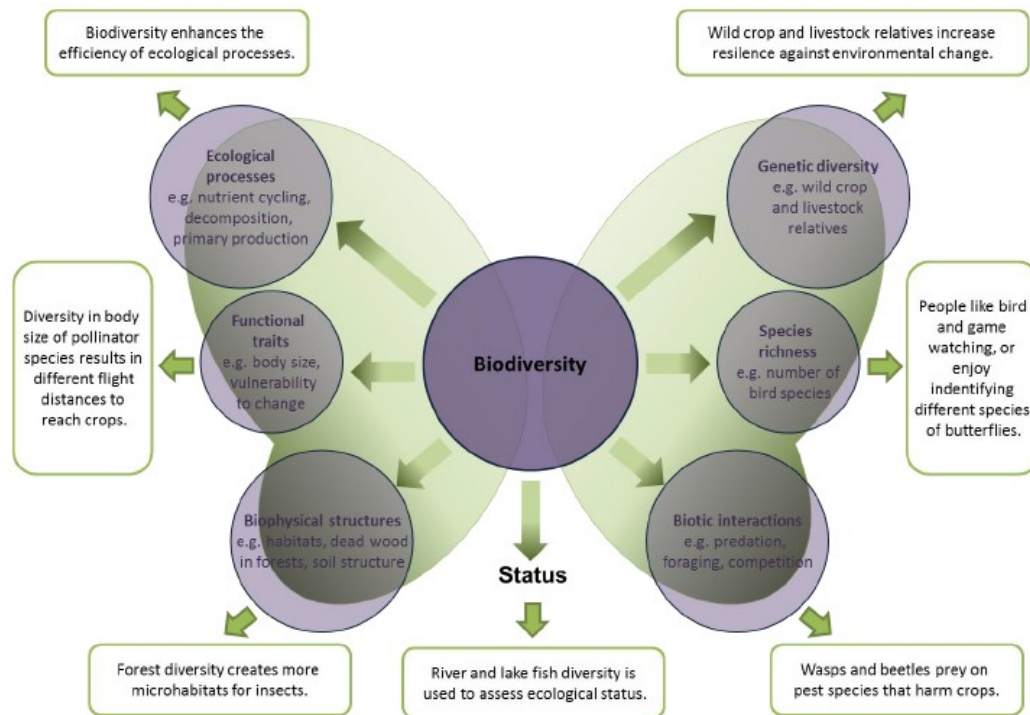 Biodiversity enhances the
efficiency of ecological processes.
Wild crop and livestock relatives increase
resilence against environmental change.
Ecological
processes
e.g. nutrient cycling,
decomposition,
primary production
Genetic diversity
e.g. wild crop
and livestock
relatives
Diversity in body
size of pollinator
species results in
different flight
distances to
reach crops.
Functional
traits
e.g. body size,
vulnerability
to change
Biodiversity
Species
richness
e.g. number of
bird species
People like bird
and game
watching, or
enjoy
indentifying
different species
of butterflies.
Biophysical structures
e.g. habitats, dead wood
in forests, soil structure
Status
Biotic interactions
e.g. predation,
foraging, competition
Forest diversity creates more
microhabitats for insects.
River and lake fish diversity is
used to assess ecological status.
Wasps and beetles prey on
pest species that harm crops.